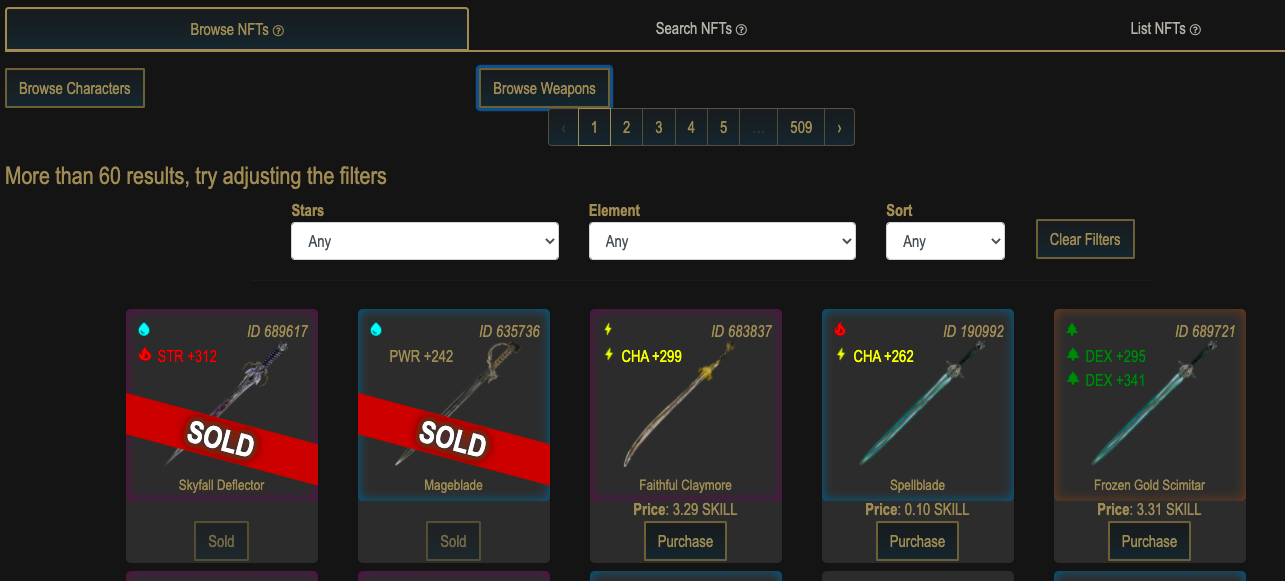 Browse NFTs ?
Search NFTs ?
List NFTs ?
Browse Characters
Browse Weapons
‹ 1 2 3 4 5 ... 509 ›
More than 60 results, try adjusting the filters
Stars Element Sort
Any Any Any Clear Filters
ID 689617
STR +312
SOLD
Skyfall Deflector
Sold
ID 635736
PWR +242
SOLD
Mageblade
Sold
ID 683837
CHA +299
Faithful Claymore
Price: 3.29 SKILL
Purchase
ID 190992
CHA +262
Spellblade
Price: 0.10 SKILL
Purchase
ID 689721
DEX +295
DEX +341
Frozen Gold Scimitar
Price: 3.31 SKILL
Purchase